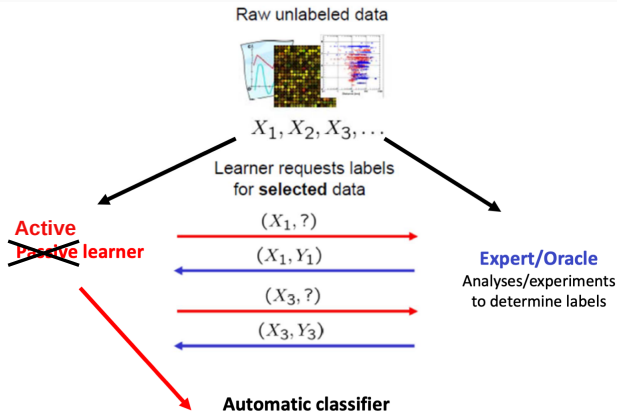 Raw unlabeled data
X₁, X₂, X₃, . . .
Learner requests labels
for selected data
Active
Passive learner
(X₁, ?)
(X₁, Y₁)
(X₃, ?)
(X₃, Y₃)
Expert/Oracle
Analyses/experiments
to determine labels
Automatic classifier